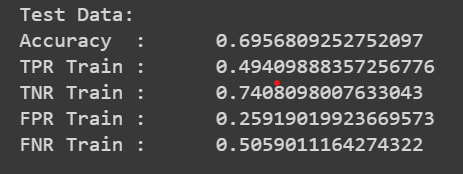 Test Data:
Accuracy : 0.6956809252752097
TPR Train : 0.49409888357256776
TNR Train : 0.7408098007633043
FPR Train : 0.25919019923669573
FNR Train : 0.5059011164274322